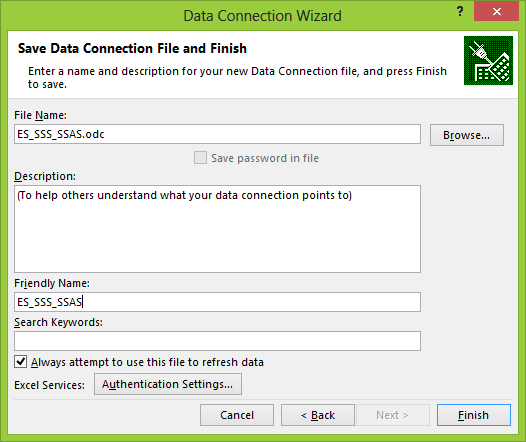 Data Connection Wizard
?
Save Data Connection File and Finish
Enter a name and description for your new Data Connection file, and press Finish
to save.
File Name:
ES_SSS_SSAS.odc
Browse...
Save password in file
Description:
(To help others understand what your data connection points to)
Friendly Name:
ES_SSS_SSAS
Search Keywords:
Always attempt to use this file to refresh data
Excel Services:
Authentication Settings...
Cancel
< Back
Next >
Finish